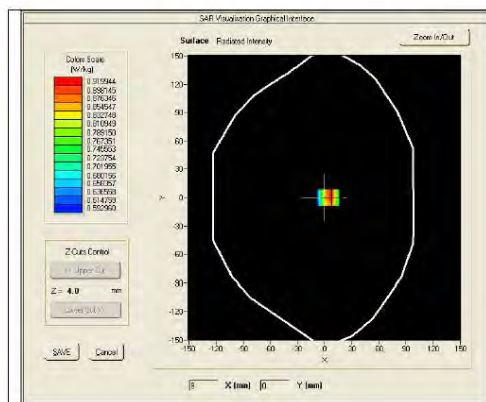 SAR Visualisation Graphical Interface
Surface Radiated Intensity
Zoom In/Out
Colors Scale
(W/kg)
0.919944
0.898145
0.876346
0.854547
0.832748
0.810949
0.789150
0.767351
0.745553
0.723754
0.701955
0.680156
0.658357
0.636558
0.614759
0.592960
150
120
90
60
30
0
-30
-60
-90
-120
-150
Y
-150 -120 -90 -60 -30 0 30 60 90 120 150
X
Z Cuts Control
<< Upper Cut
Z = 4.0 mm
Lower Cut >>
SAVE Cancel
X (mm) 0 Y (mm)